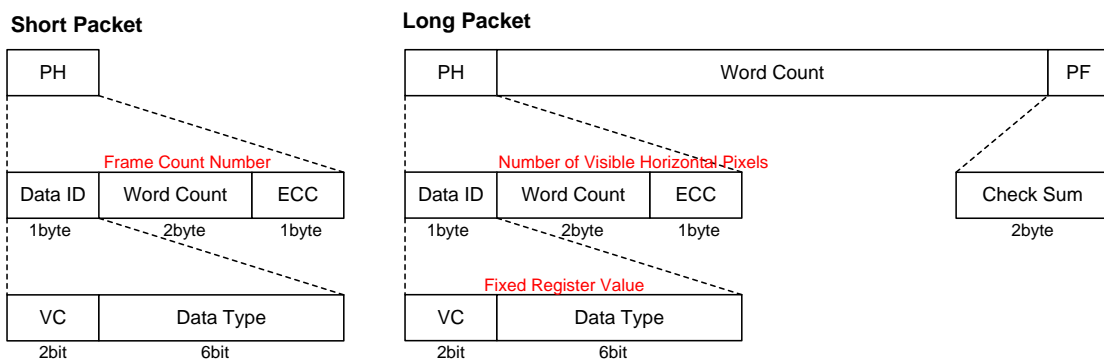 Short Packet
PH
Frame Count Number
Data ID Word Count ECC
1byte 2byte 1byte
VC Data Type
2bit 6bit
Long Packet
PH Word Count PF
Number of Visible Horizontal Pixels
Data ID Word Count ECC Check Sum
1byte 2byte 1byte 2byte
Fixed Register Value
VC Data Type
2bit 6bit